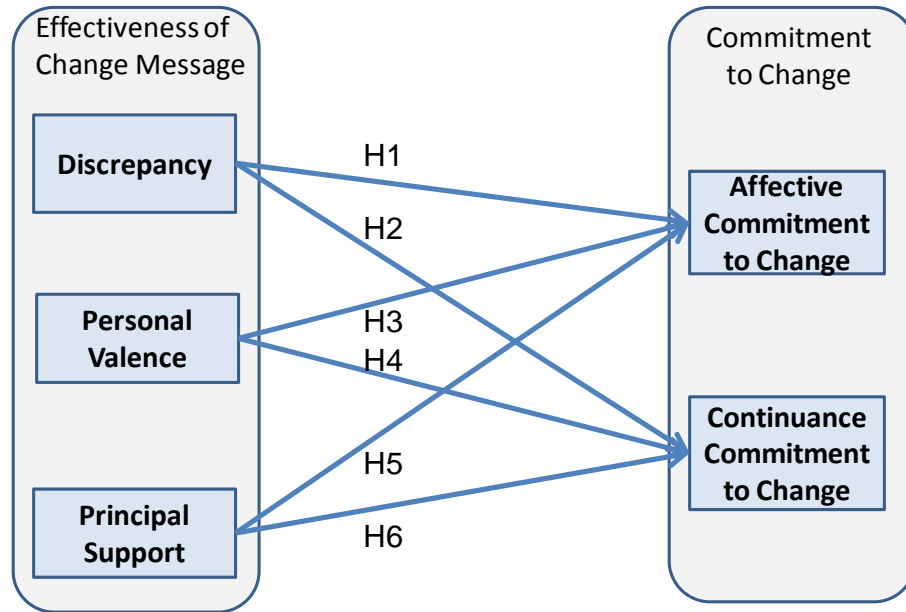 Effectiveness of
Change Message
Discrepancy
Personal
Valence
Principal
Support
H1
H2
H3
H4
H5
H6
Commitment
to Change
Affective
Commitment
to Change
Continuance
Commitment
to Change